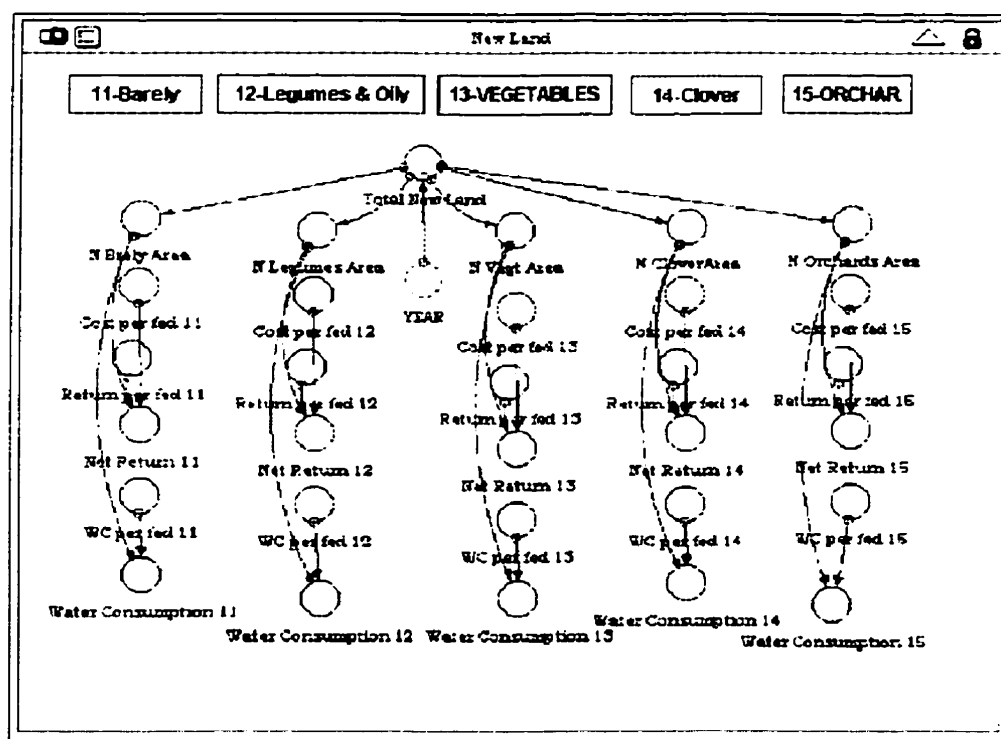 New Land
11-Barely 12-Legumes & Oily 13-VEGETABLES 14-Clover 15-ORCHAR
Total New Land
N Brely Area N Legumes Area N Vegt Area N CloverArea N Orchards Area
YEAR
Cost per fed 11 Cost per fed 12 Cost per fed 13 Cost per fed 14 Cost per fed 15
Return per fed 11 Return per fed 12 Return per fed 13 Return per fed 14 Return per fed 15
Net Return 11 Net Return 12 Net Return 13 Net Return 14 Net Return 15
WC per fed 11 WC per fed 12 WC per fed 13 WC per fed 14 WC per fed 15
Water Consumption 11 Water Consumption 12 Water Consumption 13 Water Consumption 14 Water Consumption 15